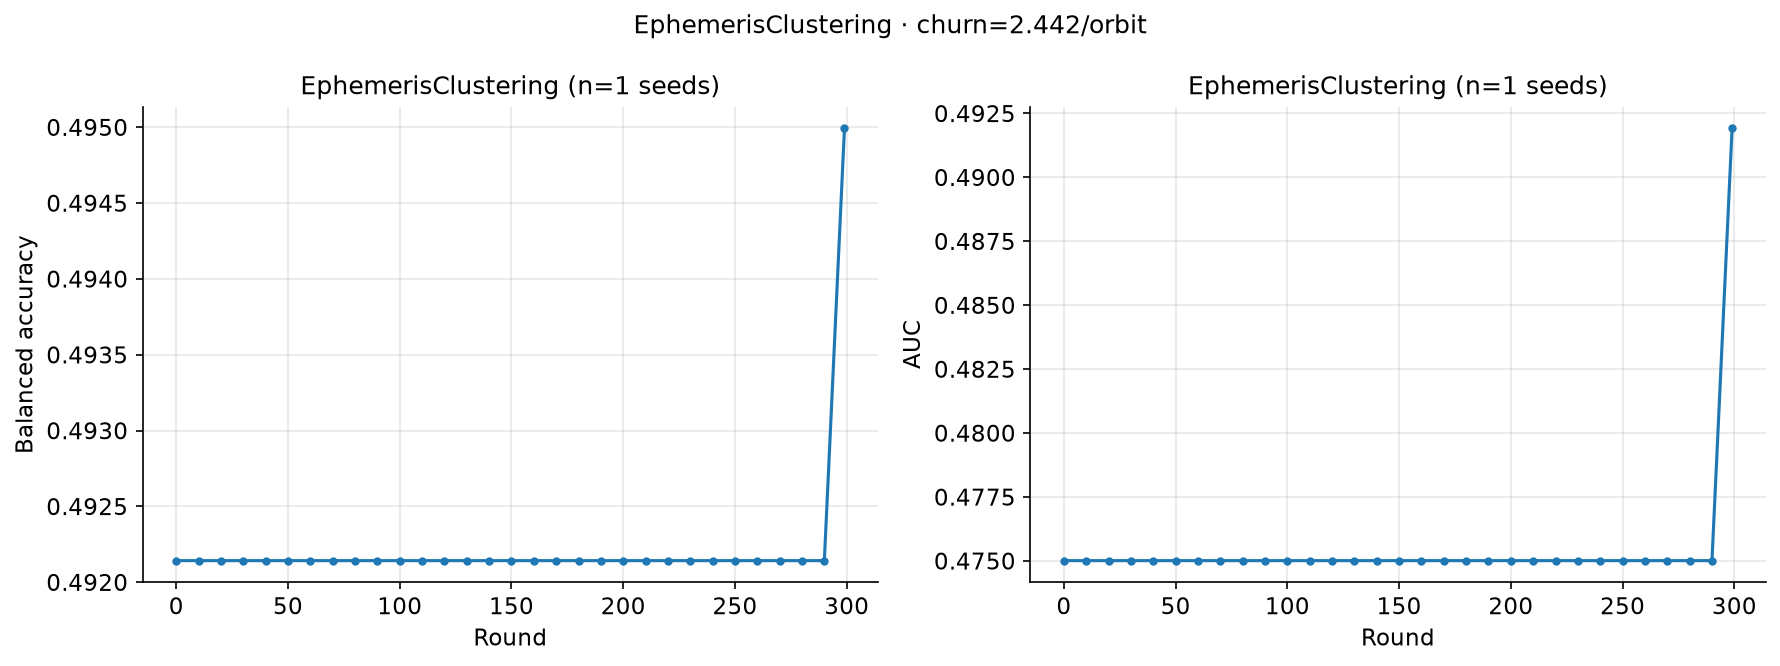 EphemerisClustering · churn=2.442/orbit
EphemerisClustering (n=1 seeds)
Balanced accuracy
0.4950
0.4945
0.4940
0.4935
0.4930
0.4925
0.4920
0 50 100 150 200 250 300
Round
EphemerisClustering (n=1 seeds)
AUC
0.4925
0.4900
0.4875
0.4850
0.4825
0.4800
0.4775
0.4750
0 50 100 150 200 250 300
Round